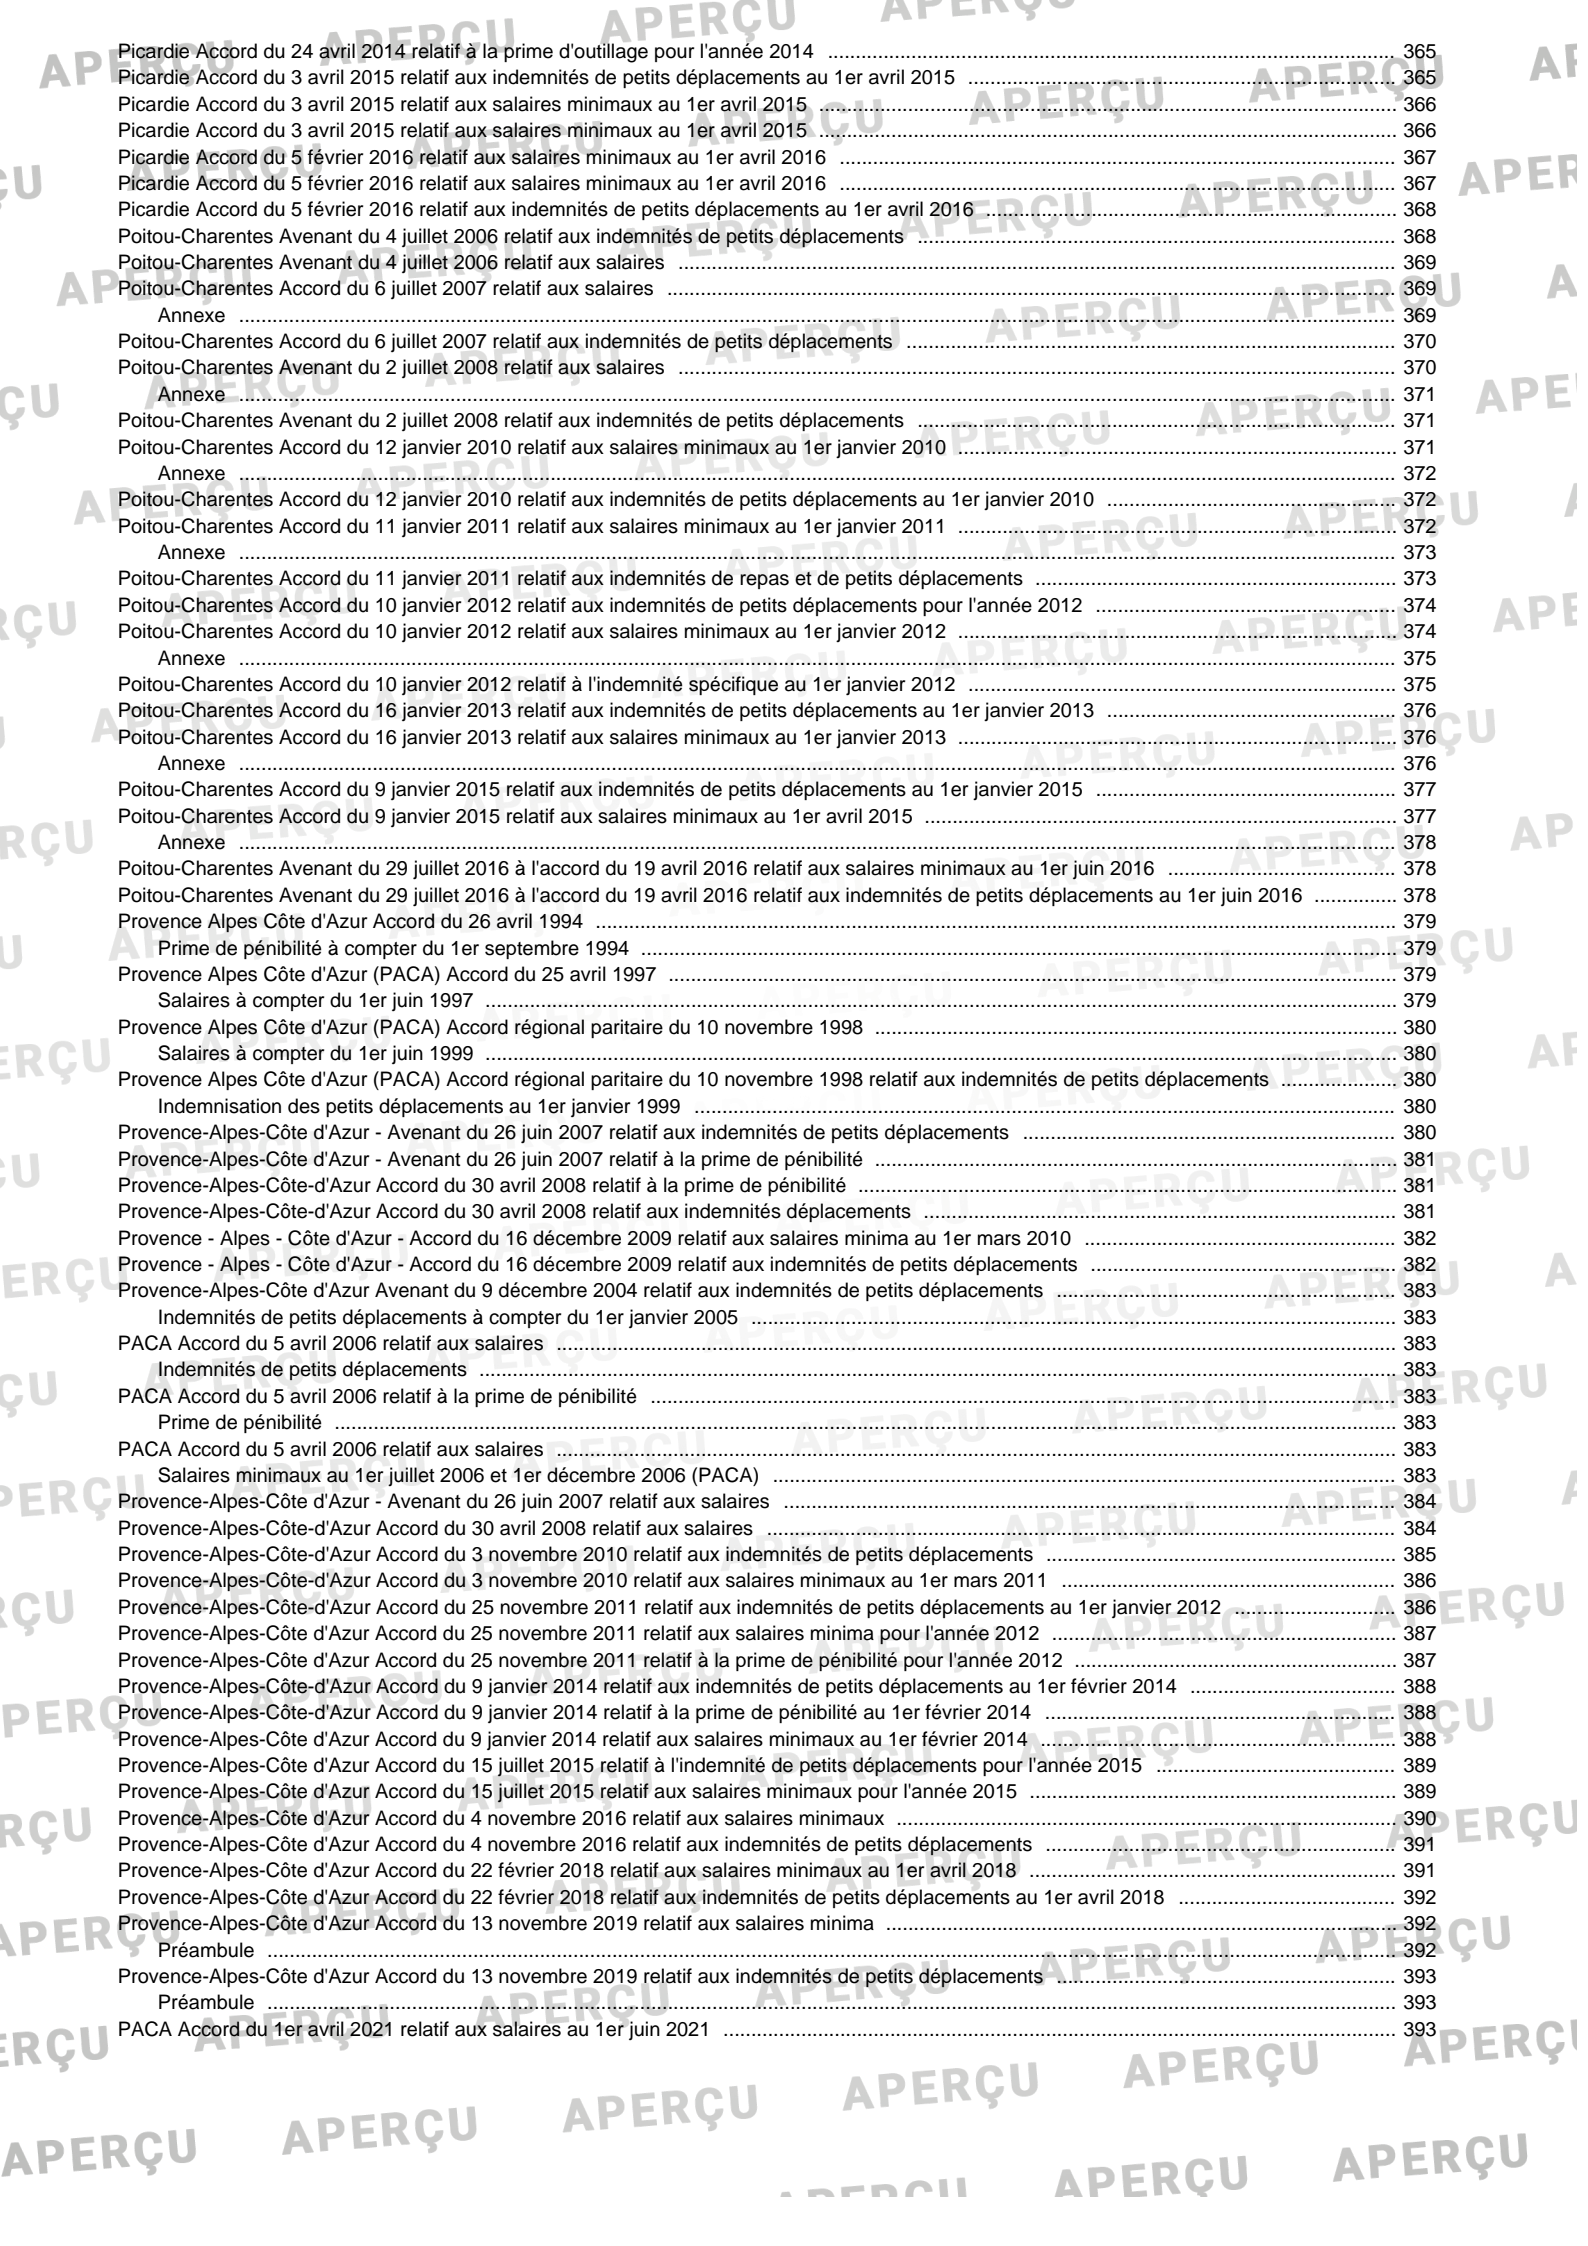 Picardie Accord du 24 avril 2014 relatif à la prime d'outillage pour l'année 2014 ... 365
Picardie Accord du 3 avril 2015 relatif aux indemnités de petits déplacements au 1er avril 2015 ... 365
Picardie Accord du 3 avril 2015 relatif aux salaires minimaux au 1er avril 2015 ... 366
Picardie Accord du 3 avril 2015 relatif aux salaires minimaux au 1er avril 2015 ... 366
Picardie Accord du 5 février 2016 relatif aux salaires minimaux au 1er avril 2016 ... 367
Picardie Accord du 5 février 2016 relatif aux salaires minimaux au 1er avril 2016 ... 367
Picardie Accord du 5 février 2016 relatif aux indemnités de petits déplacements au 1er avril 2016 ... 368
Poitou-Charentes Avenant du 4 juillet 2006 relatif aux indemnités de petits déplacements ... 368
Poitou-Charentes Avenant du 4 juillet 2006 relatif aux salaires ... 369
Poitou-Charentes Accord du 6 juillet 2007 relatif aux salaires ... 369
Annexe ... 369
Poitou-Charentes Accord du 6 juillet 2007 relatif aux indemnités de petits déplacements ... 370
Poitou-Charentes Avenant du 2 juillet 2008 relatif aux salaires ... 370
Annexe ... 371
Poitou-Charentes Avenant du 2 juillet 2008 relatif aux indemnités de petits déplacements ... 371
Poitou-Charentes Accord du 12 janvier 2010 relatif aux salaires minimaux au 1er janvier 2010 ... 371
Annexe ... 372
Poitou-Charentes Accord du 12 janvier 2010 relatif aux indemnités de petits déplacements au 1er janvier 2010 ... 372
Poitou-Charentes Accord du 11 janvier 2011 relatif aux salaires minimaux au 1er janvier 2011 ... 372
Annexe ... 373
Poitou-Charentes Accord du 11 janvier 2011 relatif aux indemnités de repas et de petits déplacements ... 373
Poitou-Charentes Accord du 10 janvier 2012 relatif aux indemnités de petits déplacements pour l'année 2012 ... 374
Poitou-Charentes Accord du 10 janvier 2012 relatif aux salaires minimaux au 1er janvier 2012 ... 374
Annexe ... 375
Poitou-Charentes Accord du 10 janvier 2012 relatif à l'indemnité spécifique au 1er janvier 2012 ... 375
Poitou-Charentes Accord du 16 janvier 2013 relatif aux indemnités de petits déplacements au 1er janvier 2013 ... 376
Poitou-Charentes Accord du 16 janvier 2013 relatif aux salaires minimaux au 1er janvier 2013 ... 376
Annexe ... 376
Poitou-Charentes Accord du 9 janvier 2015 relatif aux indemnités de petits déplacements au 1er janvier 2015 ... 377
Poitou-Charentes Accord du 9 janvier 2015 relatif aux salaires minimaux au 1er avril 2015 ... 377
Annexe ... 378
Poitou-Charentes Avenant du 29 juillet 2016 à l'accord du 19 avril 2016 relatif aux salaires minimaux au 1er juin 2016 ... 378
Poitou-Charentes Avenant du 29 juillet 2016 à l'accord du 19 avril 2016 relatif aux indemnités de petits déplacements au 1er juin 2016 ... 378
Provence Alpes Côte d'Azur Accord du 26 avril 1994 ... 379
Prime de pénibilité à compter du 1er septembre 1994 ... 379
Provence Alpes Côte d'Azur (PACA) Accord du 25 avril 1997 ... 379
Salaires à compter du 1er juin 1997 ... 379
Provence Alpes Côte d'Azur (PACA) Accord régional paritaire du 10 novembre 1998 ... 380
Salaires à compter du 1er juin 1999 ... 380
Provence Alpes Côte d'Azur (PACA) Accord régional paritaire du 10 novembre 1998 relatif aux indemnités de petits déplacements ... 380
Indemnisation des petits déplacements au 1er janvier 1999 ... 380
Provence-Alpes-Côte d'Azur - Avenant du 26 juin 2007 relatif aux indemnités de petits déplacements ... 380
Provence-Alpes-Côte d'Azur - Avenant du 26 juin 2007 relatif à la prime de pénibilité ... 381
Provence-Alpes-Côte-d'Azur Accord du 30 avril 2008 relatif à la prime de pénibilité ... 381
Provence-Alpes-Côte-d'Azur Accord du 30 avril 2008 relatif aux indemnités déplacements ... 381
Provence - Alpes - Côte d'Azur - Accord du 16 décembre 2009 relatif aux salaires minima au 1er mars 2010 ... 382
Provence - Alpes - Côte d'Azur - Accord du 16 décembre 2009 relatif aux indemnités de petits déplacements ... 382
Provence-Alpes-Côte d'Azur Avenant du 9 décembre 2004 relatif aux indemnités de petits déplacements ... 383
Indemnités de petits déplacements à compter du 1er janvier 2005 ... 383
PACA Accord du 5 avril 2006 relatif aux salaires ... 383
Indemnités de petits déplacements ... 383
PACA Accord du 5 avril 2006 relatif à la prime de pénibilité ... 383
Prime de pénibilité ... 383
PACA Accord du 5 avril 2006 relatif aux salaires ... 383
Salaires minimaux au 1er juillet 2006 et 1er décembre 2006 (PACA) ... 383
Provence-Alpes-Côte d'Azur - Avenant du 26 juin 2007 relatif aux salaires ... 384
Provence-Alpes-Côte-d'Azur Accord du 30 avril 2008 relatif aux salaires ... 384
Provence-Alpes-Côte-d'Azur Accord du 3 novembre 2010 relatif aux indemnités de petits déplacements ... 385
Provence-Alpes-Côte-d'Azur Accord du 3 novembre 2010 relatif aux salaires minimaux au 1er mars 2011 ... 386
Provence-Alpes-Côte-d'Azur Accord du 25 novembre 2011 relatif aux indemnités de petits déplacements au 1er janvier 2012 ... 386
Provence-Alpes-Côte d'Azur Accord du 25 novembre 2011 relatif aux salaires minima pour l'année 2012 ... 387
Provence-Alpes-Côte d'Azur Accord du 25 novembre 2011 relatif à la prime de pénibilité pour l'année 2012 ... 387
Provence-Alpes-Côte-d'Azur Accord du 9 janvier 2014 relatif aux indemnités de petits déplacements au 1er février 2014 ... 388
Provence-Alpes-Côte-d'Azur Accord du 9 janvier 2014 relatif à la prime de pénibilité au 1er février 2014 ... 388
Provence-Alpes-Côte d'Azur Accord du 9 janvier 2014 relatif aux salaires minimaux au 1er février 2014 ... 388
Provence-Alpes-Côte d'Azur Accord du 15 juillet 2015 relatif à l'indemnité de petits déplacements pour l'année 2015 ... 389
Provence-Alpes-Côte d'Azur Accord du 15 juillet 2015 relatif aux salaires minimaux pour l'année 2015 ... 389
Provence-Alpes-Côte d'Azur Accord du 4 novembre 2016 relatif aux salaires minimaux ... 390
Provence-Alpes-Côte d'Azur Accord du 4 novembre 2016 relatif aux indemnités de petits déplacements ... 391
Provence-Alpes-Côte d'Azur Accord du 22 février 2018 relatif aux salaires minimaux au 1er avril 2018 ... 391
Provence-Alpes-Côte d'Azur Accord du 22 février 2018 relatif aux indemnités de petits déplacements au 1er avril 2018 ... 392
Provence-Alpes-Côte d'Azur Accord du 13 novembre 2019 relatif aux salaires minima ... 392
Préambule ... 392
Provence-Alpes-Côte d'Azur Accord du 13 novembre 2019 relatif aux indemnités de petits déplacements ... 393
Préambule ... 393
PACA Accord du 1er avril 2021 relatif aux salaires au 1er juin 2021 ... 393
APERÇU